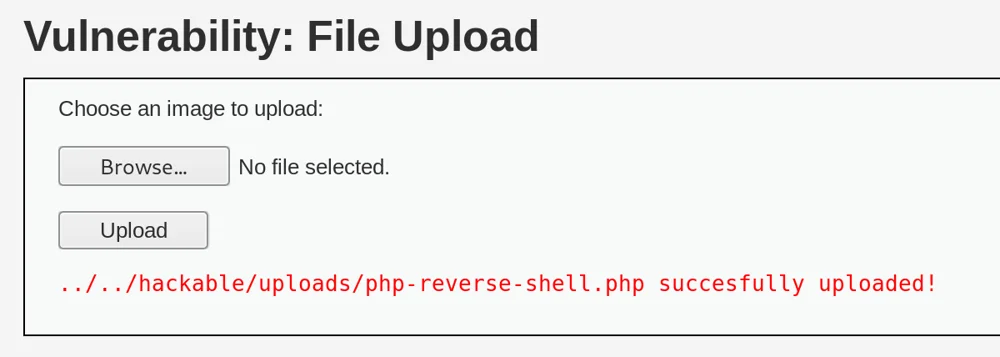 Vulnerability: File Upload
Choose an image to upload:
Browse... No file selected.
Upload
../../hackable/uploads/php-reverse-shell.php succesfully uploaded!